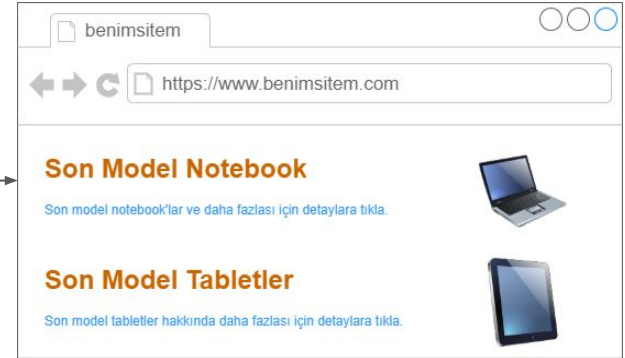 benimsitem
https://www.benimsitem.com
Son Model Notebook
Son model notebook'lar ve daha fazlası için detaylara tıkla.
Son Model Tabletler
Son model tabletler hakkında daha fazlası için detaylara tıkla.